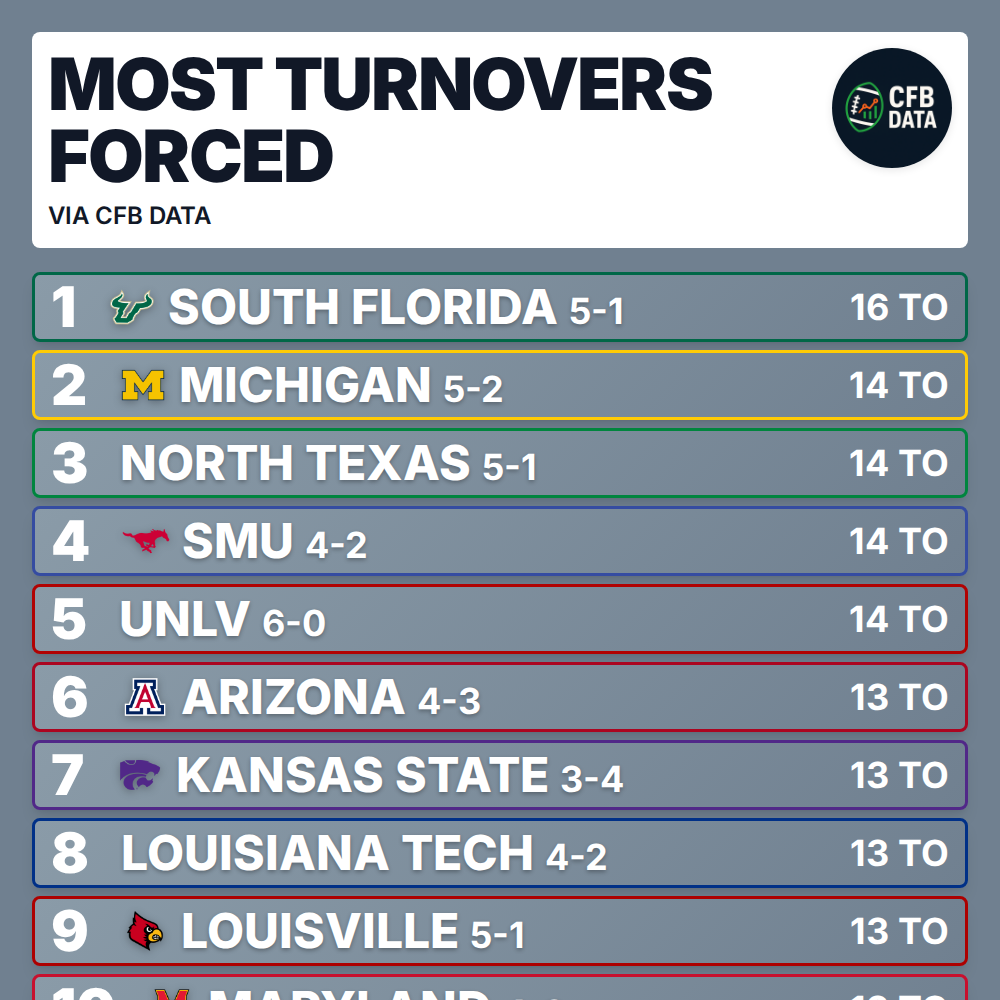 MOST TURNOVERS
FORCED
VIA CFB DATA
CFB
DATA
1 SOUTH FLORIDA 5-1 16 TO
2 M MICHIGAN 5-2 14 TO
3 NORTH TEXAS 5-1 14 TO
4 SMU 4-2 14 TO
5 UNLV 6-0 14 TO
6 A ARIZONA 4-3 13 TO
7 KANSAS STATE 3-4 13 TO
8 LOUISIANA TECH 4-2 13 TO
9 LOUISVILLE 5-1 13 TO
10 M MARYLAND